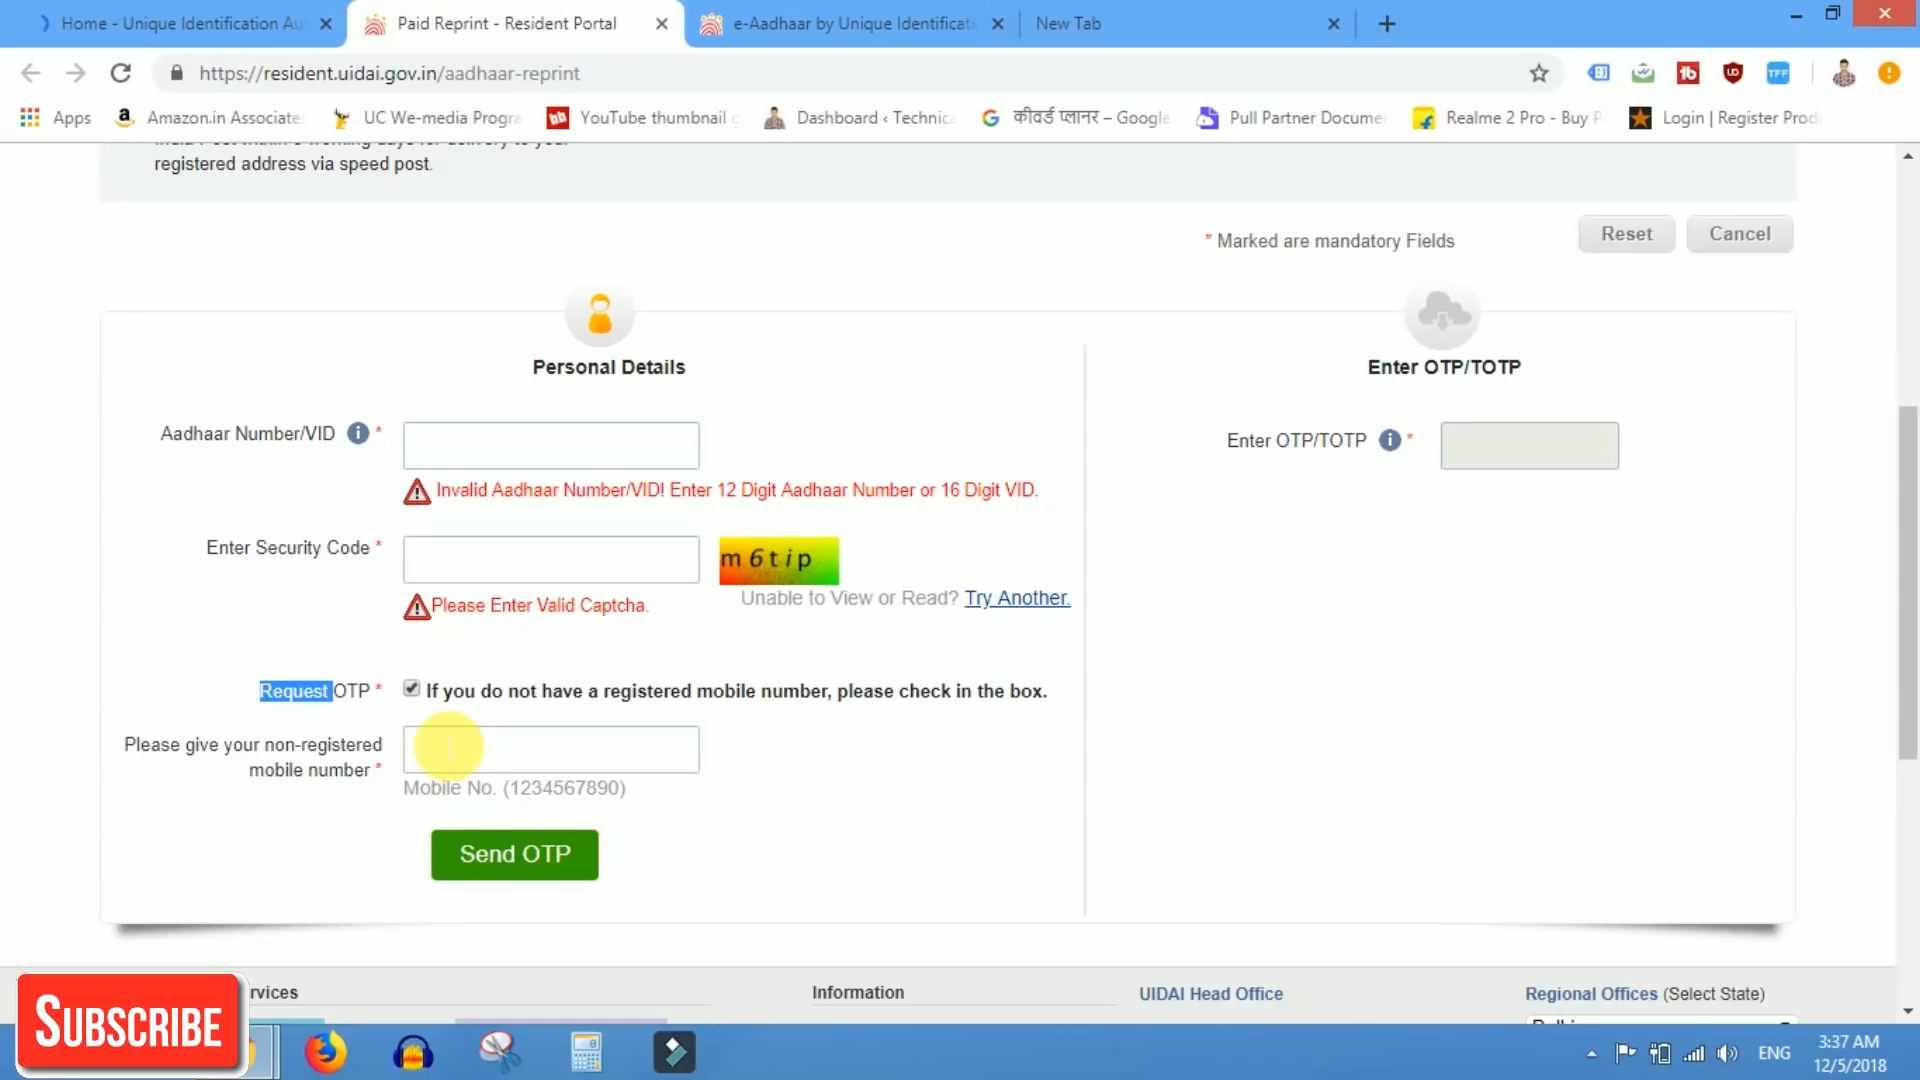 Home - Unique Identification Au
Paid Reprint - Resident Portal
e-Aadhaar by Unique Identificati
New Tab
https://resident.uidai.gov.in/aadhaar-reprint
Apps
Amazon.in Associates
UC We-media Progra
YouTube thumbnail g
Dashboard ‹ Technica
कीवर्ड प्लानर – Google
Pull Partner Documen
Realme 2 Pro - Buy P
Login | Register Prod
registered address via speed post.
* Marked are mandatory Fields
Reset
Cancel
Personal Details
Enter OTP/TOTP
Aadhaar Number/VID i *
Invalid Aadhaar Number/VID! Enter 12 Digit Aadhaar Number or 16 Digit VID.
Enter OTP/TOTP i *
Enter Security Code *
m6tip
Unable to View or Read? Try Another.
Please Enter Valid Captcha.
Request OTP *
If you do not have a registered mobile number, please check in the box.
Please give your non-registered
mobile number *
Mobile No. (1234567890)
Send OTP
rvices
Information
UIDAI Head Office
Regional Offices (Select State)
SUBSCRIBE
ENG
3:37 AM
12/5/2018